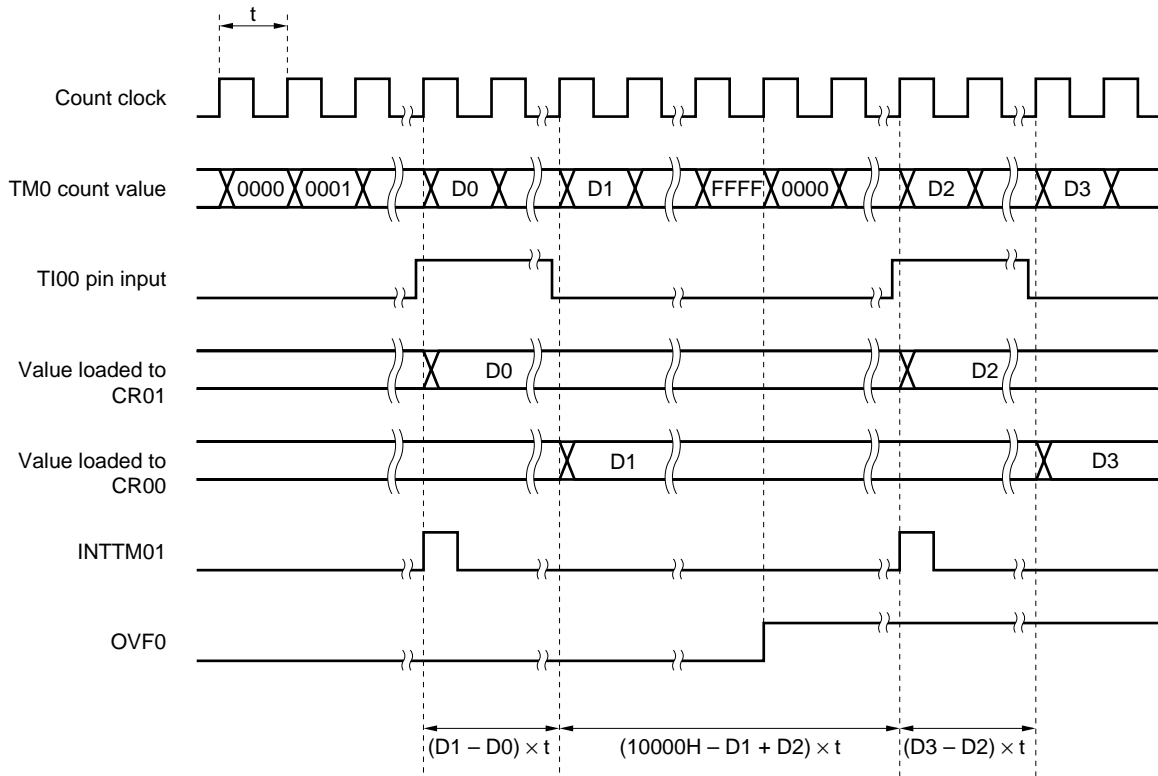 t
Count clock
TM0 count value
0000 0001 D0 D1 FFFF 0000 D2 D3
TI00 pin input
Value loaded to
CR01
D0 D2
Value loaded to
CR00
D1 D3
INTTM01
OVF0
(D1 – D0) × t (10000H – D1 + D2) × t (D3 – D2) × t